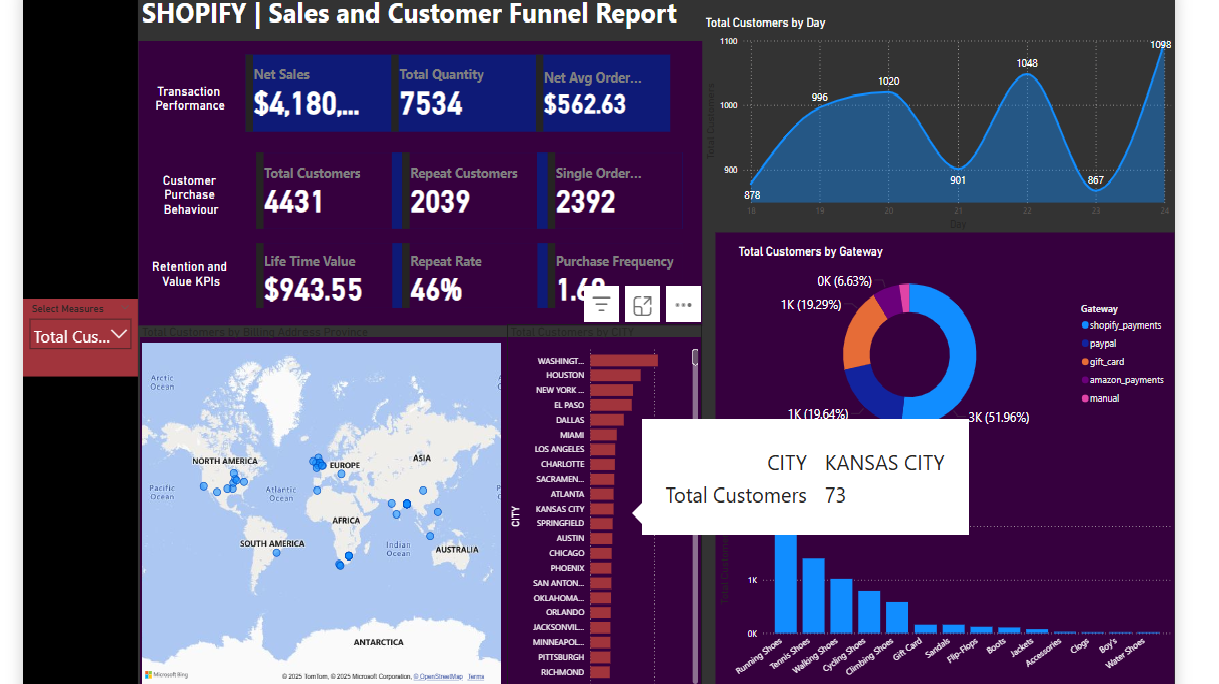 SHOPIFY | Sales and Customer Funnel Report
Transaction
Performance
Net Sales
$4,180,...
Total Quantity
7534
Net Avg Order...
$562.63
Customer
Purchase
Behaviour
Total Customers
4431
Repeat Customers
2039
Single Order...
2392
Retention and
Value KPIs
Life Time Value
$943.55
Repeat Rate
46%
Purchase Frequency
Select Measures
Total Cus...
Total Customers by Day
1100
1000
900
Total Customers
878
996
1020
901
1048
867
1098
18 19 20 21 22 23 24
Day
Total Customers by Billing Address Province
Arctic
Ocean
NORTH AMERICA
EUROPE
ASIA
Pacific
Ocean
Atlantic
Ocean
AFRICA
SOUTH AMERICA
Indian
Ocean
AUSTRALIA
ANTARCTICA
Microsoft Bing
© 2025 TomTom, © 2025 Microsoft Corporation, © OpenStreetMap Terms
Total Customers by CITY
CITY
WASHINGT...
HOUSTON
NEW YORK ...
EL PASO
DALLAS
MIAMI
LOS ANGELES
CHARLOTTE
SACRAMEN...
ATLANTA
KANSAS CITY
SPRINGFIELD
AUSTIN
CHICAGO
PHOENIX
SAN ANTON...
OKLAHOMA...
ORLANDO
JACKSONVIL...
MINNEAPOL...
PITTSBURGH
RICHMOND
Total Customers by Gateway
0K (6.63%)
1K (19.29%)
1K (19.64%)
3K (51.96%)
Gateway
shopify_payments
paypal
gift_card
amazon_payments
manual
CITY KANSAS CITY
Total Customers 73
1K
0K
Running Shoes
Tennis Shoes
Walking Shoes
Cycling Shoes
Climbing Shoes
Gift Card
Sandals
Flip-Flops
Boots
Jackets
Accessories
Clogs
Boy's
Water Shoes